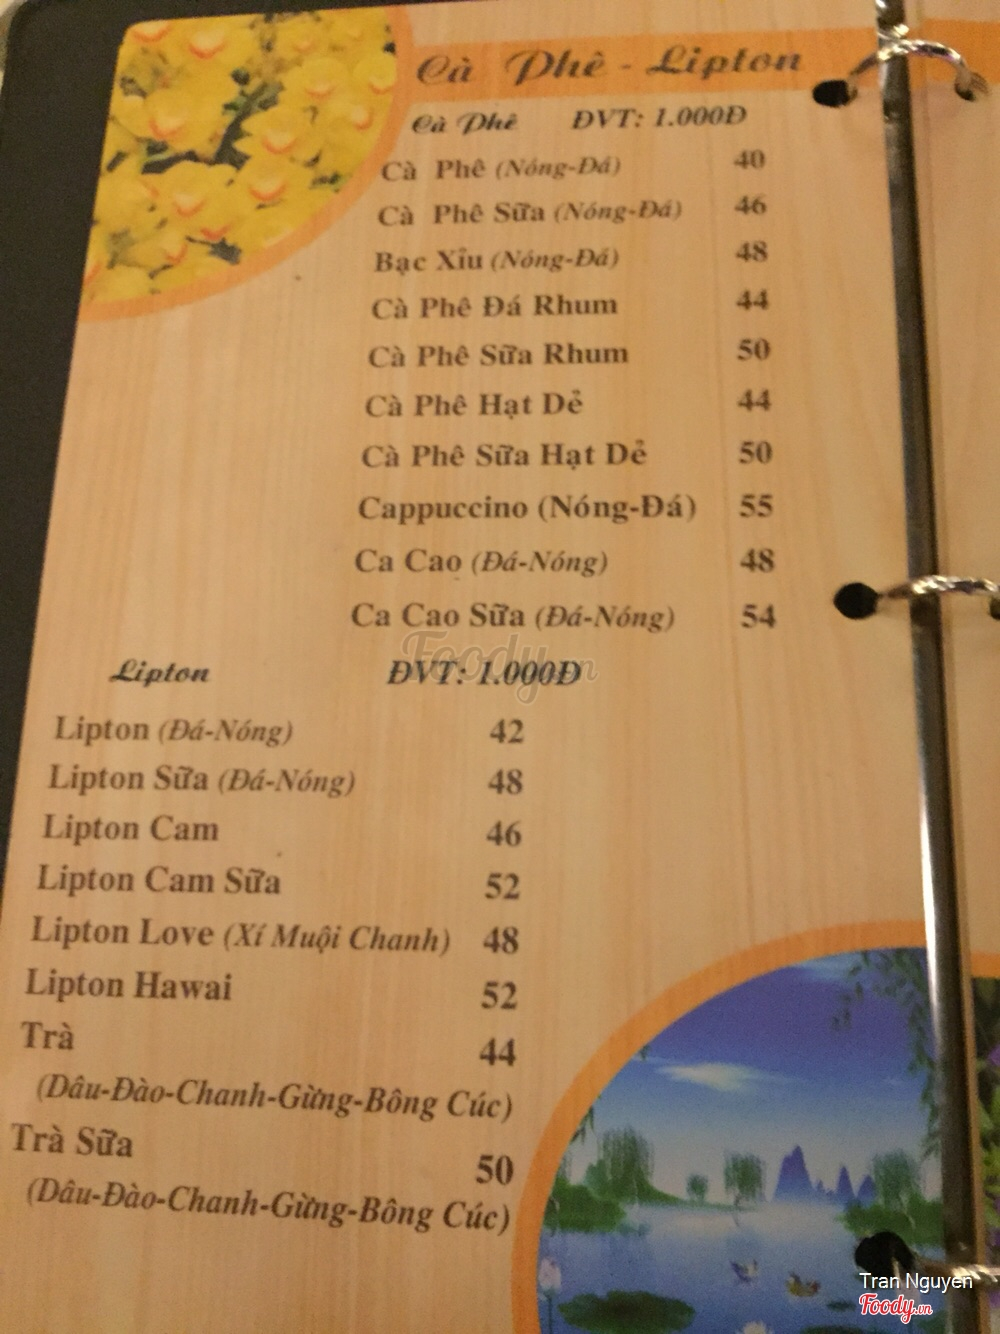 Cà Phê - Lipton
Cà Phê ĐVT: 1.000Đ
Cà Phê (Nóng-Đá) 40
Cà Phê Sữa (Nóng-Đá) 46
Bạc Xỉu (Nóng-Đá) 48
Cà Phê Đá Rhum 44
Cà Phê Sữa Rhum 50
Cà Phê Hạt Dẻ 44
Cà Phê Sữa Hạt Dẻ 50
Cappuccino (Nóng-Đá) 55
Ca Cao (Đá-Nóng) 48
Ca Cao Sữa (Đá-Nóng) 54
Foody.vn
Lipton ĐVT: 1.000Đ
Lipton (Đá-Nóng) 42
Lipton Sữa (Đá-Nóng) 48
Lipton Cam 46
Lipton Cam Sữa 52
Lipton Love (Xí Muội Chanh) 48
Lipton Hawai 52
Trà 44
(Dâu-Đào-Chanh-Gừng-Bông Cúc)
Trà Sữa 50
(Dâu-Đào-Chanh-Gừng-Bông Cúc)
Tran Nguyen
Foody.vn